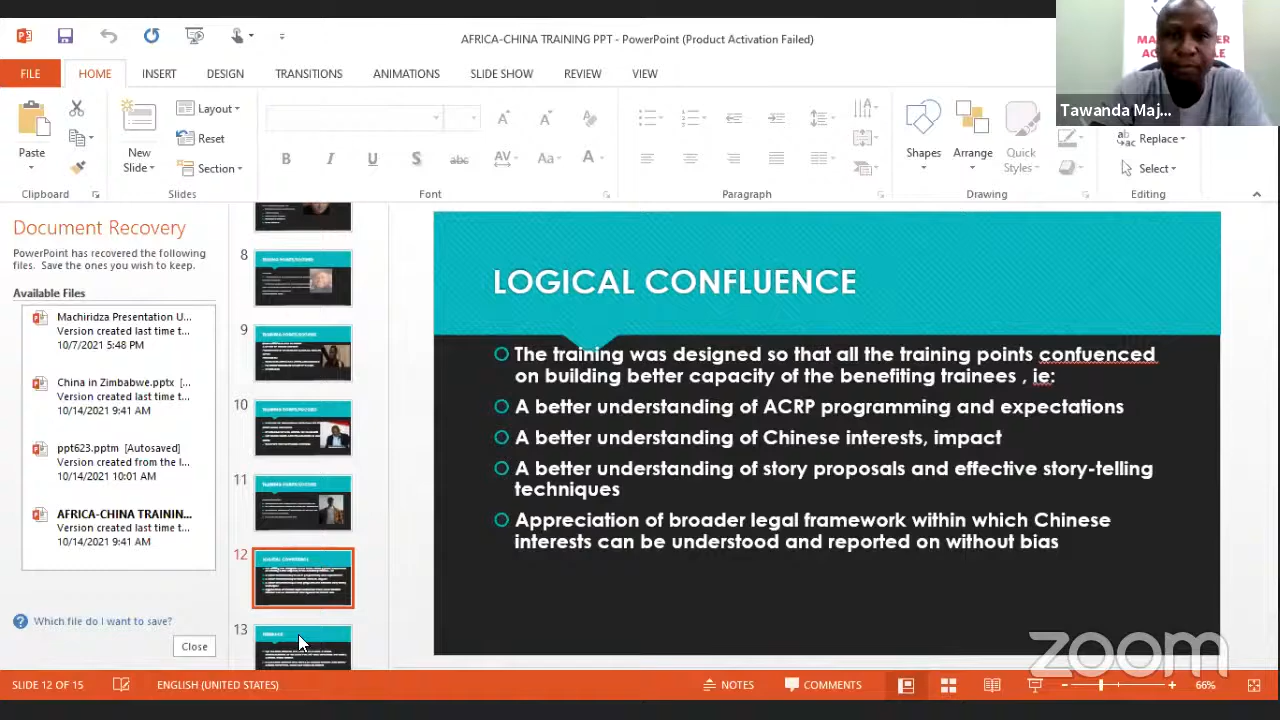 AFRICA-CHINA TRAINING PPT - PowerPoint (Product Activation Failed)
FILE HOME INSERT DESIGN TRANSITIONS ANIMATIONS SLIDE SHOW REVIEW VIEW
Tawanda Maj...
Paste
New
Slide
Layout
Reset
Section
B I U S abc AV Aa A
Shapes
Arrange
Quick
Styles
Replace
Select
Clipboard Slides Font Paragraph Drawing Editing
Document Recovery
PowerPoint has recovered the following
files. Save the ones you wish to keep.
Available Files
Machiridza Presentation U...
Version created last time t...
10/7/2021 5:48 PM
China in Zimbabwe.pptx [...
Version created last time t...
10/14/2021 9:41 AM
ppt623.pptm [Autosaved]
Version created from the l...
10/14/2021 10:01 AM
AFRICA-CHINA TRAININ...
Version created last time t...
10/14/2021 9:41 AM
Which file do I want to save?
Close
8
9
10
11
12
13
LOGICAL CONFLUENCE
The training was designed so that all the training points
on building better capacity of the benefiting trainees , ie:
A better understanding of ACRP programming and expectations
A better understanding of Chinese interests, impact
A better understanding of story proposals and effective story-telling
techniques
Appreciation of broader legal framework within which Chinese
interests can be understood and reported on without bias
zoom
SLIDE 12 OF 15 ENGLISH (UNITED STATES) NOTES COMMENTS 66%